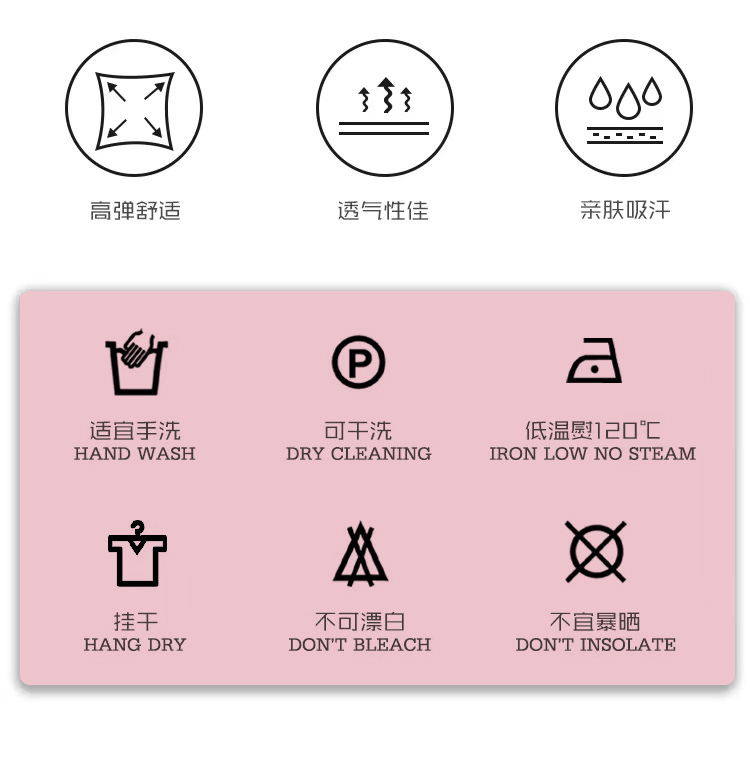 高弹舒适
透气性佳
亲肤吸汗
P
适宜手洗
HAND WASH
可干洗
DRY CLEANING
低温熨120℃
IRON LOW NO STEAM
挂干
HANG DRY
不可漂白
DON'T BLEACH
不宜暴晒
DON'T INSOLATE